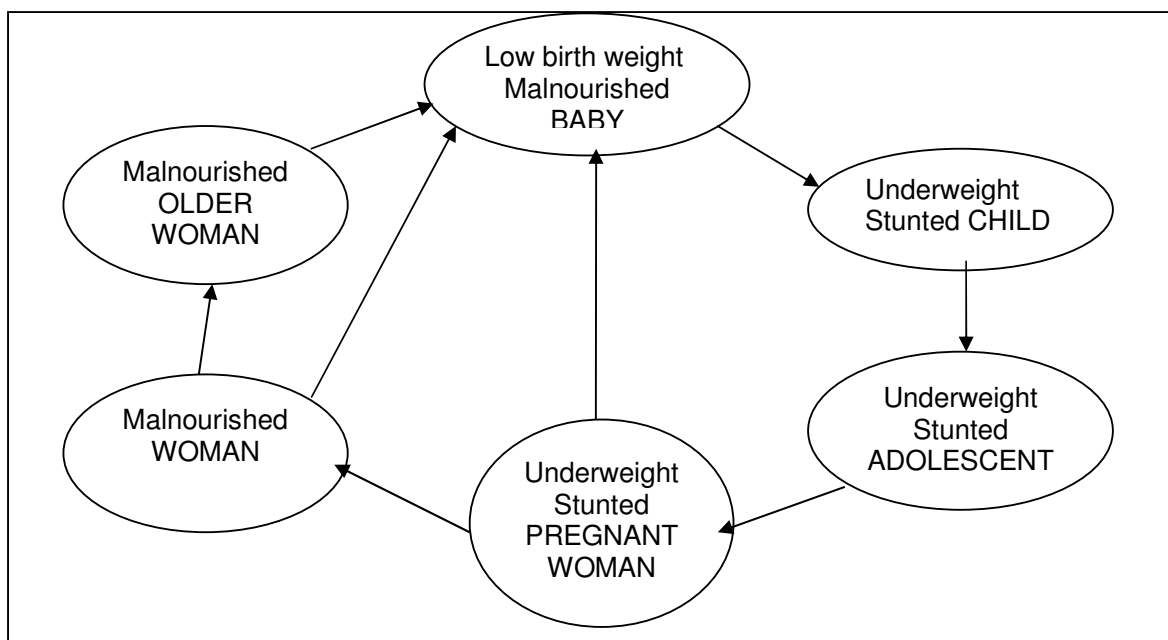 Low birth weight
Malnourished
BABY
Malnourished
OLDER
WOMAN
Underweight
Stunted CHILD
Malnourished
WOMAN
Underweight
Stunted
ADOLESCENT
Underweight
Stunted
PREGNANT
WOMAN